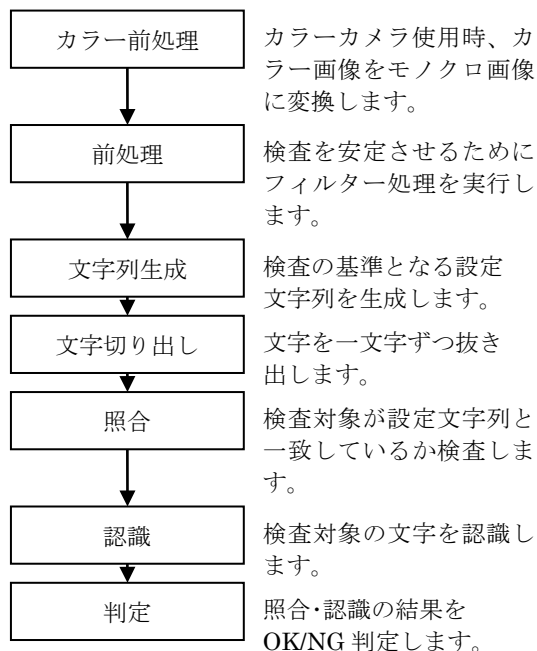 カラー前処理
カラーカメラ使用時、カ
ラー画像をモノクロ画像
に変換します。
前処理
検査を安定させるために
フィルター処理を実行し
ます。
文字列生成
検査の基準となる設定
文字列を生成します。
文字切り出し
文字を一文字ずつ抜き
出します。
照合
検査対象が設定文字列と
一致しているか検査しま
す。
認識
検査対象の文字を認識し
ます。
判定
照合･認識の結果を
OK/NG 判定します。